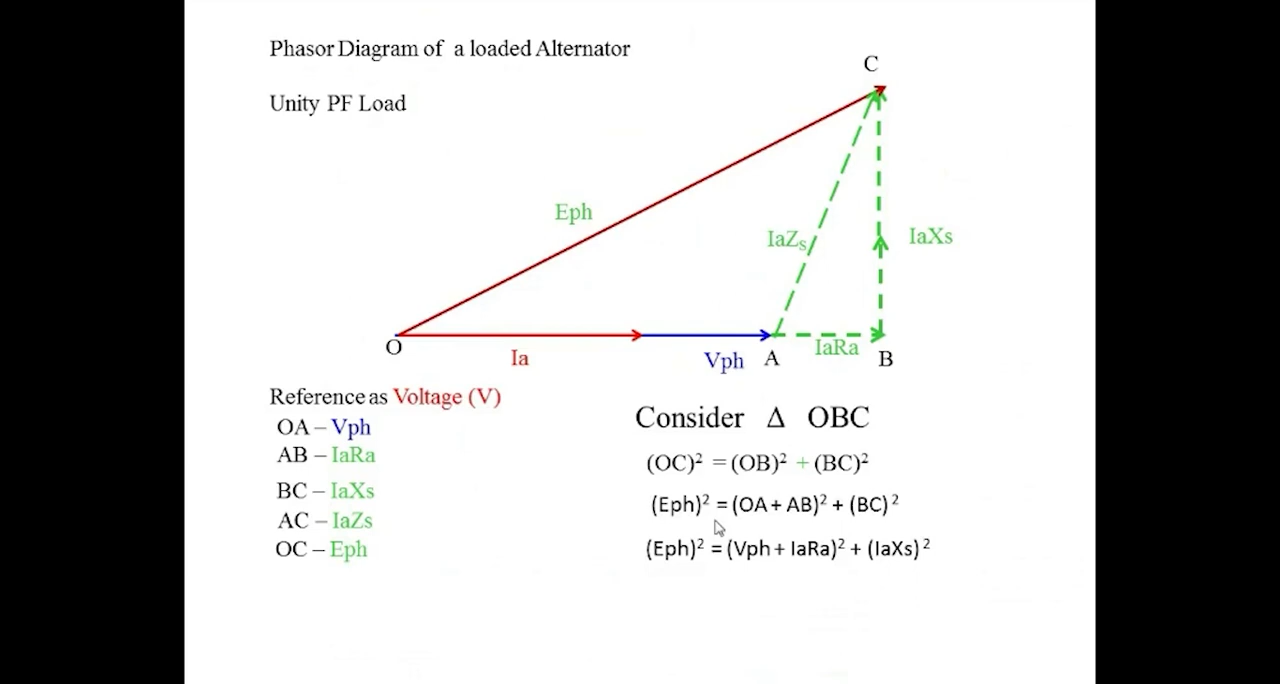 Phasor Diagram of a loaded Alternator
Unity PF Load
C
Eph
IaZs
IaXs
O
Ia
Vph
A
IaRa
B
Reference as Voltage (V)
OA – Vph
AB – IaRa
BC – IaXs
AC – IaZs
OC – Eph
Consider Δ OBC
(OC)² = (OB)² + (BC)²
(Eph)² = (OA + AB)² + (BC)²
(Eph)² = (Vph + IaRa)² + (IaXs)²